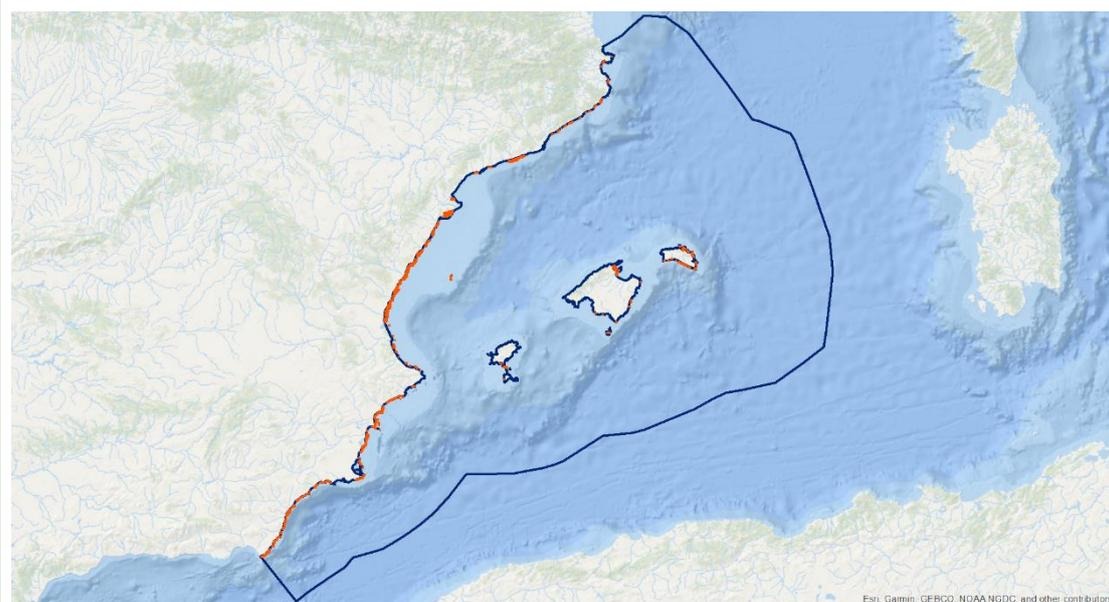 Esri, Garmin, GEBCO, NOAA NGDC, and other contributors